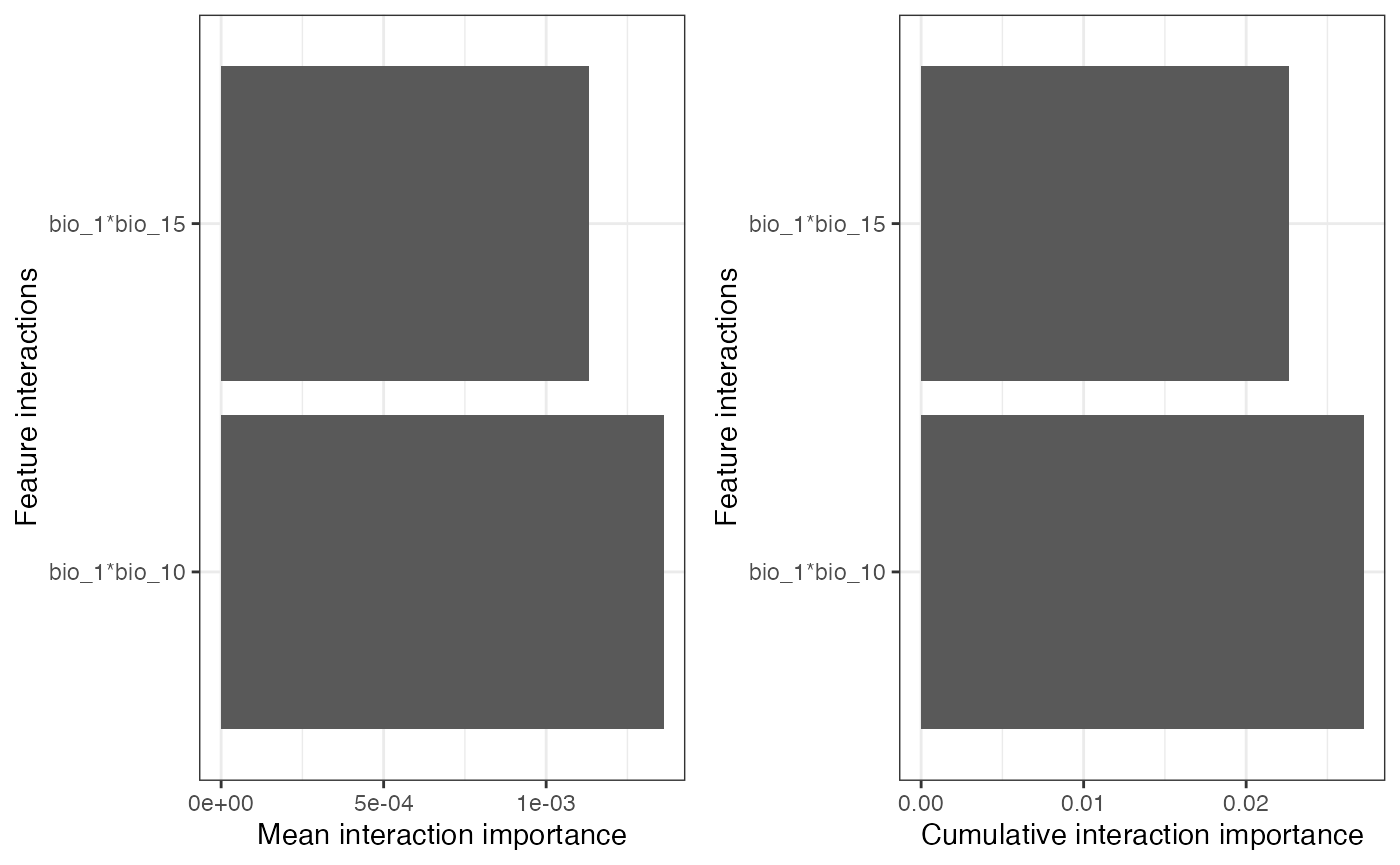 Feature interactions
bio_1*bio_15
bio_1*bio_10
0e+00 5e-04 1e-03
Mean interaction importance
Feature interactions
bio_1*bio_15
bio_1*bio_10
0.00 0.01 0.02
Cumulative interaction importance